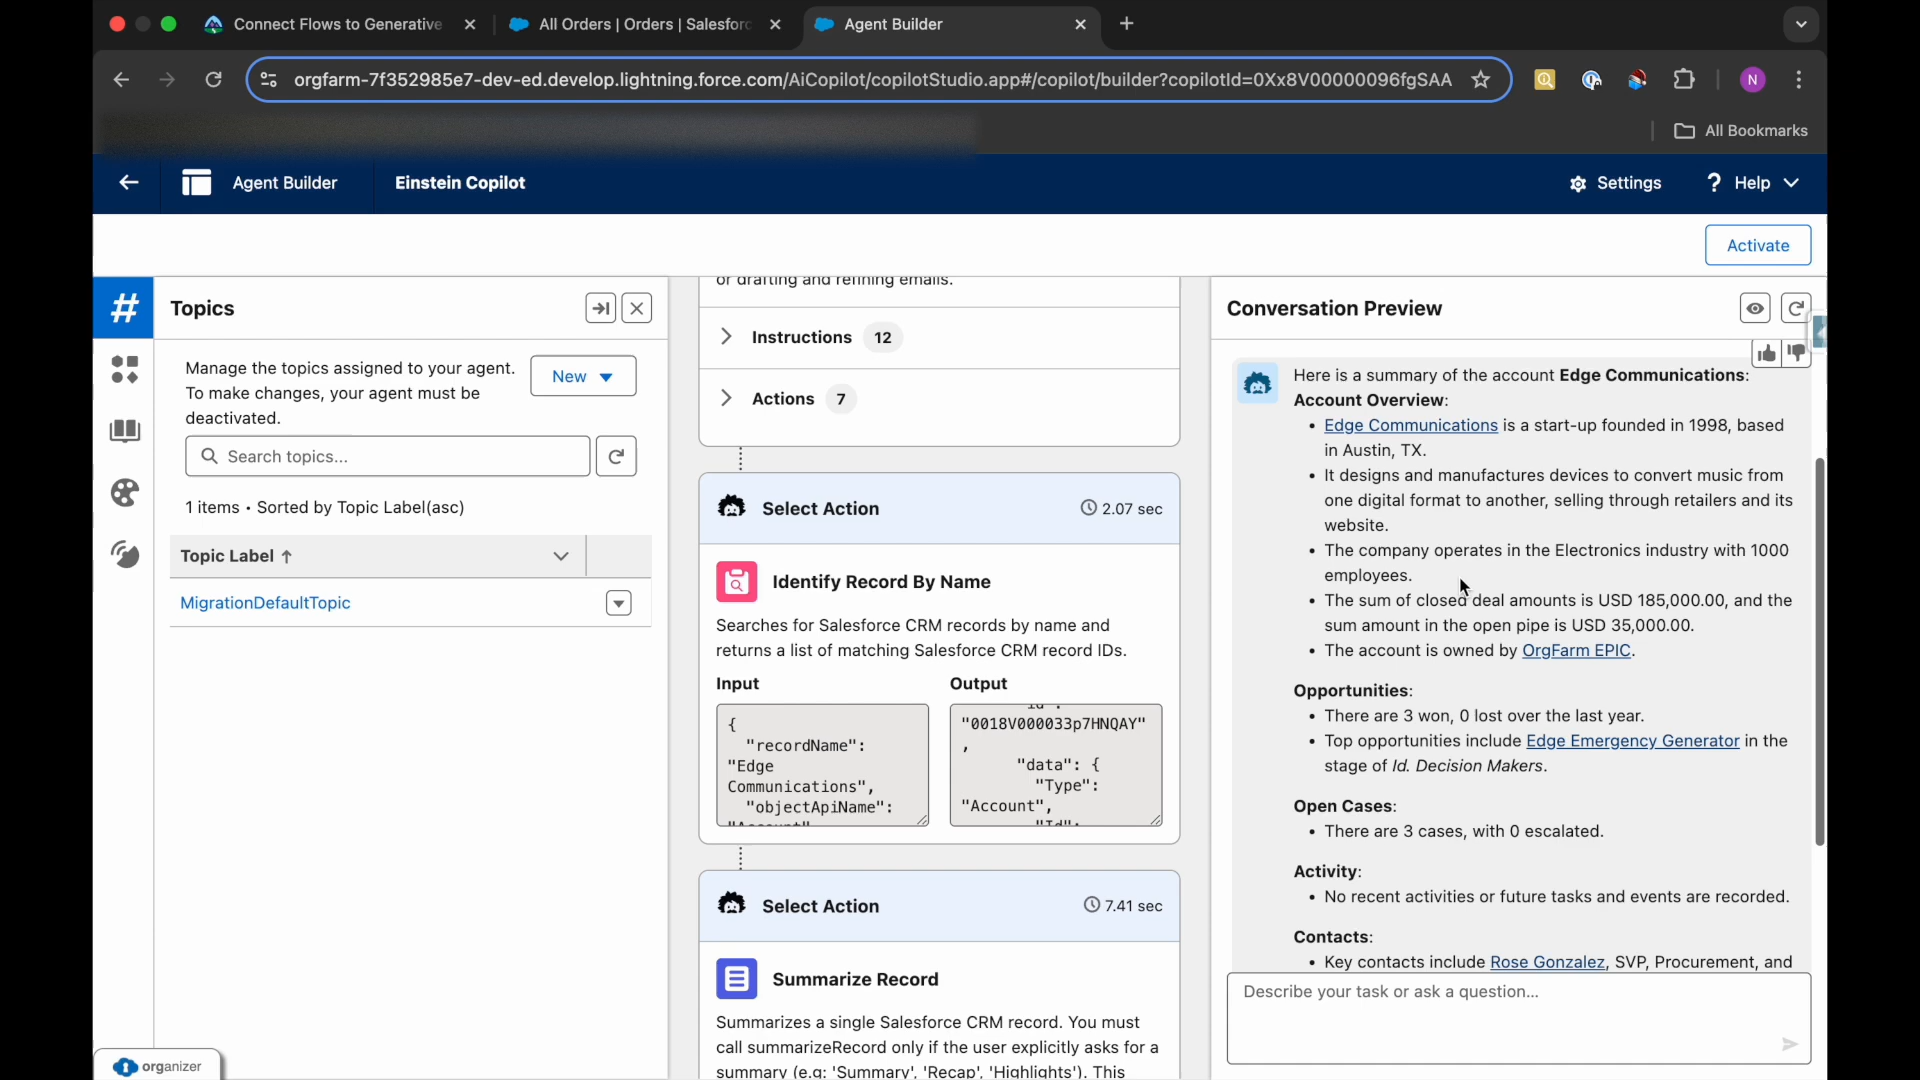 Connect Flows to Generative
All Orders | Orders | Salesforc
Agent Builder
orgfarm-7f352985e7-dev-ed.develop.lightning.force.com/AiCopilot/copilotStudio.app#/copilot/builder?copilotId=0Xx8V00000096fgSAA
N
All Bookmarks
Agent Builder
Einstein Copilot
Settings
? Help
Activate
# Topics
Manage the topics assigned to your agent.
To make changes, your agent must be
deactivated.
New
Search topics...
1 items • Sorted by Topic Label(asc)
Topic Label ↑
MigrationDefaultTopic
organizer
or drafting and refining emails.
Instructions 12
Actions 7
Select Action 2.07 sec
Identify Record By Name
Searches for Salesforce CRM records by name and
returns a list of matching Salesforce CRM record IDs.
Input
{
"recordName":
"Edge
Communications",
"objectApiName":
"Account"
Output
"id":
"0018V000033p7HNQAY"
,
"data": {
"Type":
"Account",
"Id":
Select Action 7.41 sec
Summarize Record
Summarizes a single Salesforce CRM record. You must
call summarizeRecord only if the user explicitly asks for a
summary (e.g: 'Summary', 'Recap', 'Highlights'). This
Conversation Preview
Here is a summary of the account Edge Communications:
Account Overview:
• Edge Communications is a start-up founded in 1998, based
in Austin, TX.
• It designs and manufactures devices to convert music from
one digital format to another, selling through retailers and its
website.
• The company operates in the Electronics industry with 1000
employees.
• The sum of closed deal amounts is USD 185,000.00, and the
sum amount in the open pipe is USD 35,000.00.
• The account is owned by OrgFarm EPIC.
Opportunities:
• There are 3 won, 0 lost over the last year.
• Top opportunities include Edge Emergency Generator in the
stage of Id. Decision Makers.
Open Cases:
• There are 3 cases, with 0 escalated.
Activity:
• No recent activities or future tasks and events are recorded.
Contacts:
• Key contacts include Rose Gonzalez, SVP, Procurement, and
Describe your task or ask a question...